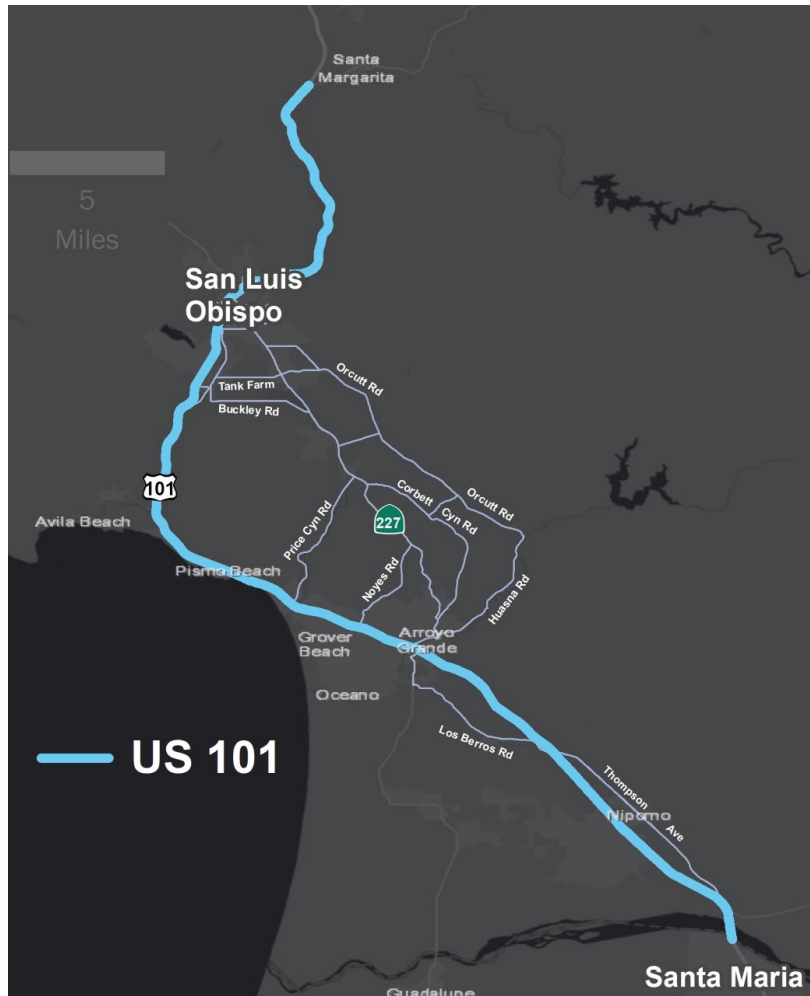 Santa
Margarita
5
Miles
San Luis
Obispo
Orcutt Rd
Tank Farm
Buckley Rd
101
Corbett
Cyn Rd
Orcutt Rd
227
Avila Beach
Price Cyn Rd
Pismo Beach
Noyes Rd
Huasna Rd
Grover
Beach
Arroyo
Grande
Oceano
Los Berros Rd
US 101
Thompson
Ave
Nipomo
Santa Maria
Guadalupe